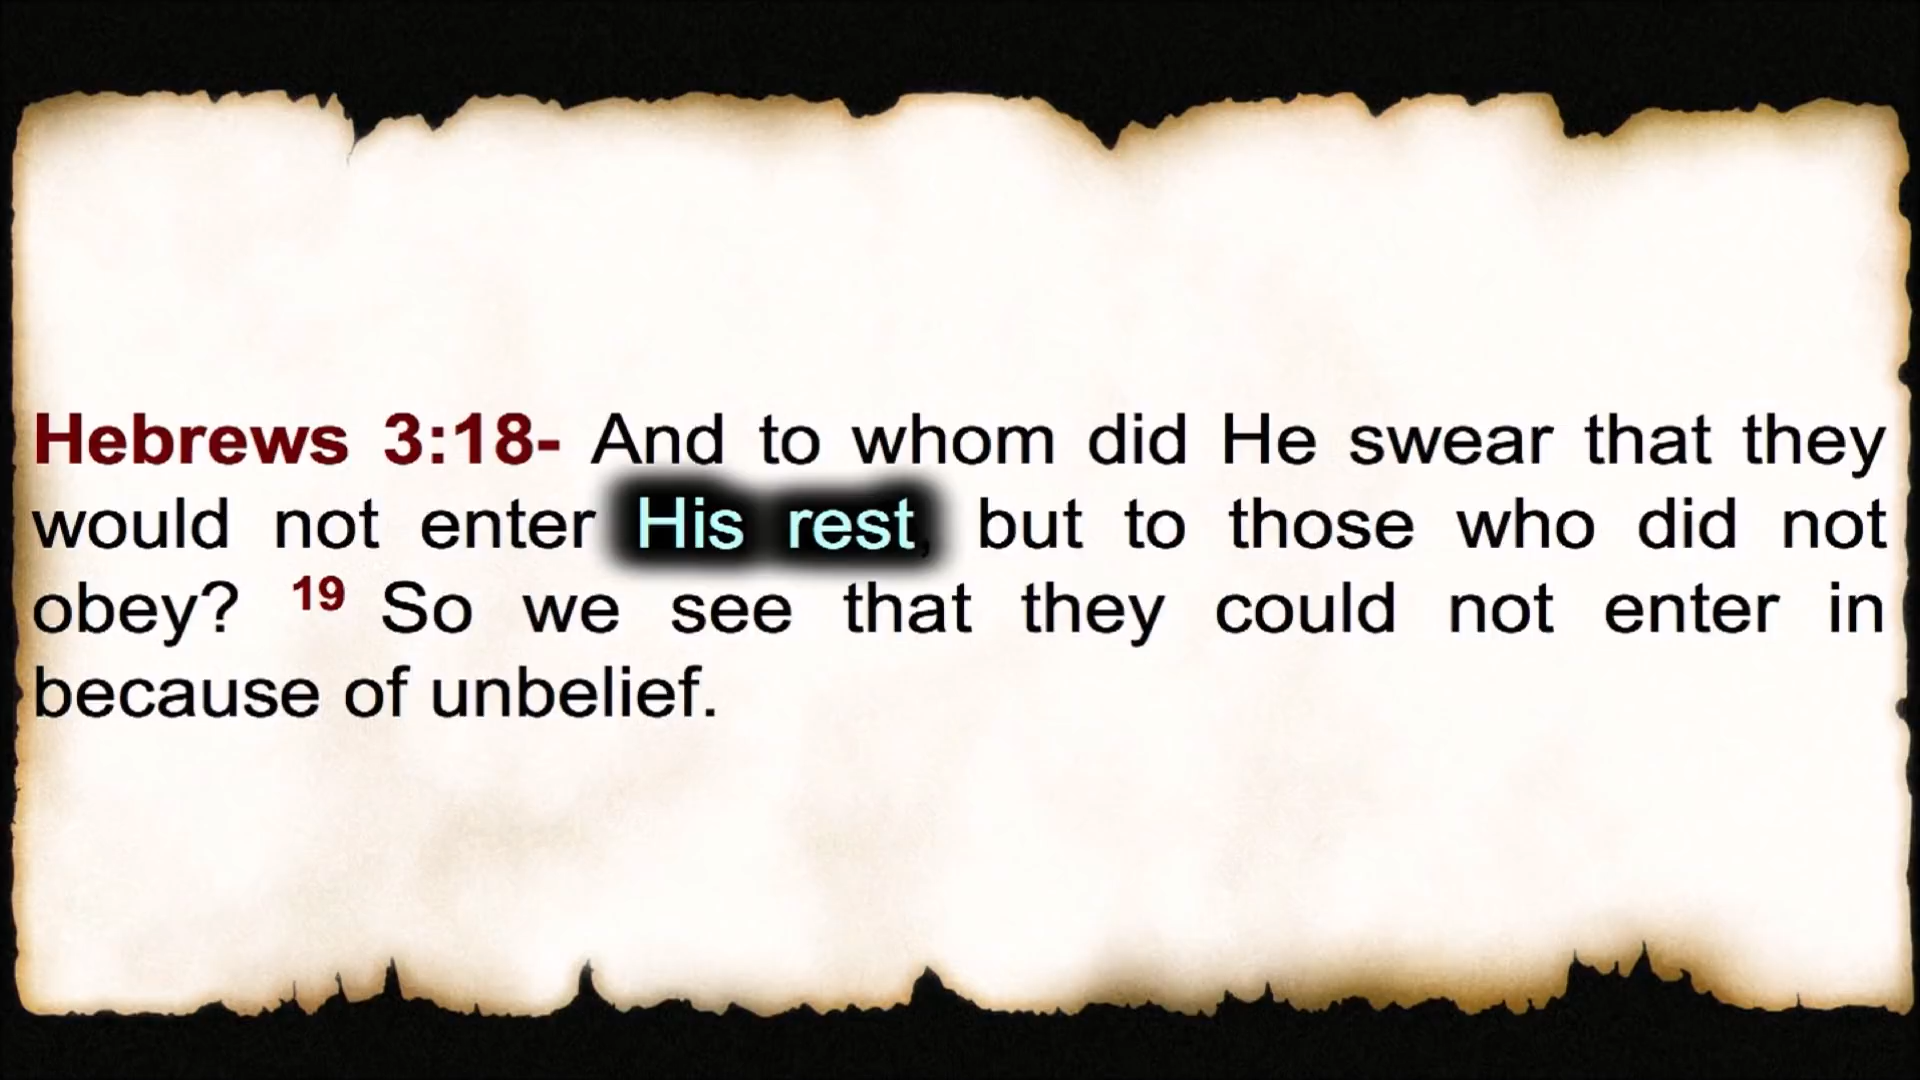 Hebrews 3:18- And to whom did He swear that they
would not enter His rest, but to those who did not
obey? 19 So we see that they could not enter in
because of unbelief.